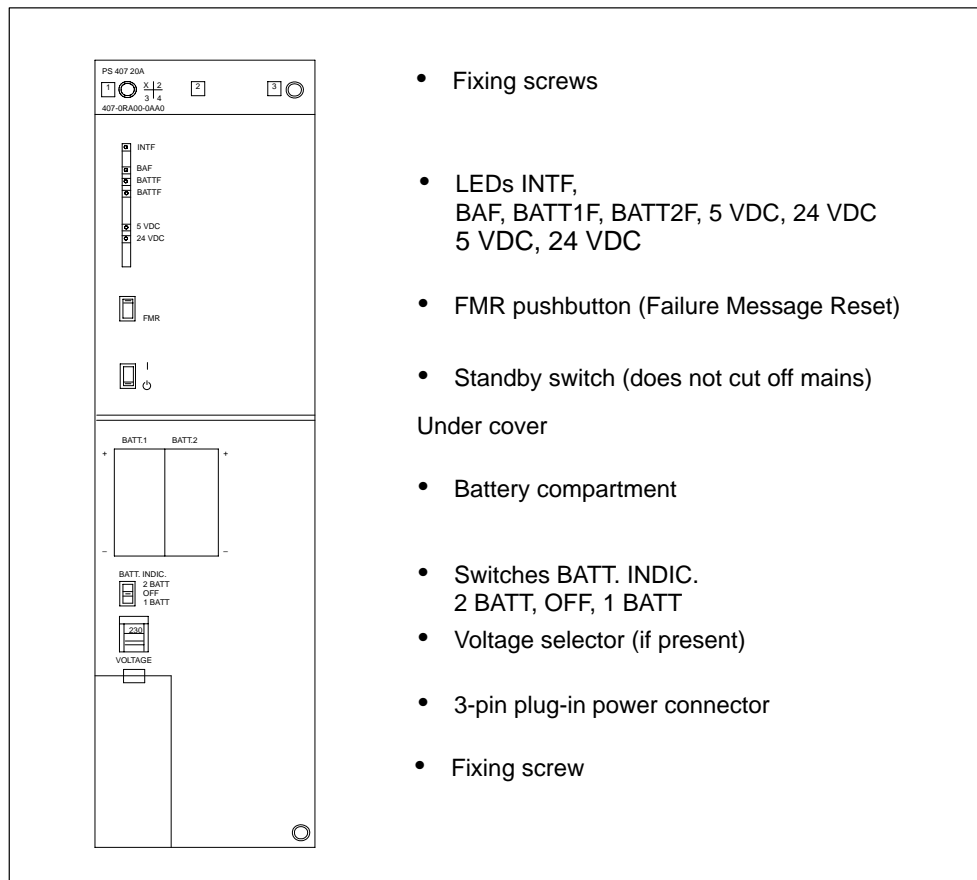 PS 407 20A
1 X 2 2 3
3 4
407-0RA00-0AA0
INTF
BAF
BATTF
BATTF
5 VDC
24 VDC
FMR
I
BATT.1 BATT.2
+ +
– –
BATT. INDIC.
2 BATT
OFF
1 BATT
230
VOLTAGE
• Fixing screws
• LEDs INTF,
BAF, BATT1F, BATT2F, 5 VDC, 24 VDC
5 VDC, 24 VDC
• FMR pushbutton (Failure Message Reset)
• Standby switch (does not cut off mains)
Under cover
• Battery compartment
• Switches BATT. INDIC.
2 BATT, OFF, 1 BATT
• Voltage selector (if present)
• 3-pin plug-in power connector
• Fixing screw